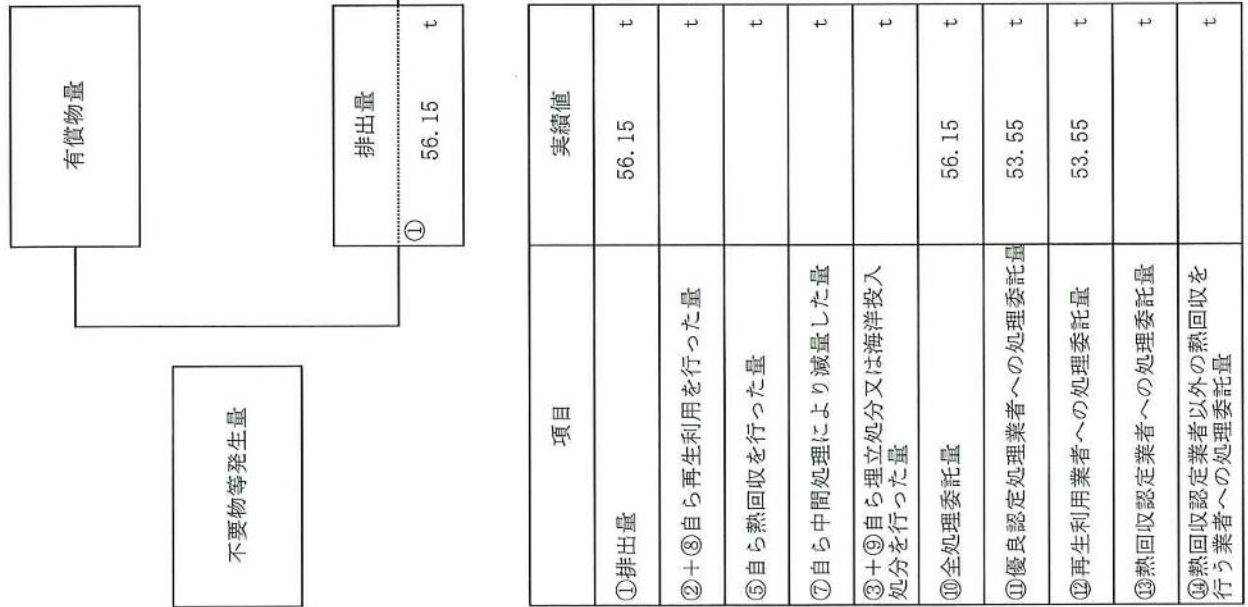 有償物量
不要物等発生量
排出量
① 56.15 t
項目 実績値
①排出量 56.15 t
②+⑧自ら再生利用を行った量 t
⑤自ら熱回収を行った量 t
⑦自ら中間処理により減量した量 t
③+⑨自ら埋立処分又は海洋投入
処分を行った量 t
⑩全処理委託量 56.15 t
⑪優良認定処理業者への処理委託量 53.55 t
⑫再生利用業者への処理委託量 53.55 t
⑬熱回収認定業者への処理委託量 t
⑭熱回収認定業者以外の熱回収を
行う業者への処理委託量 t